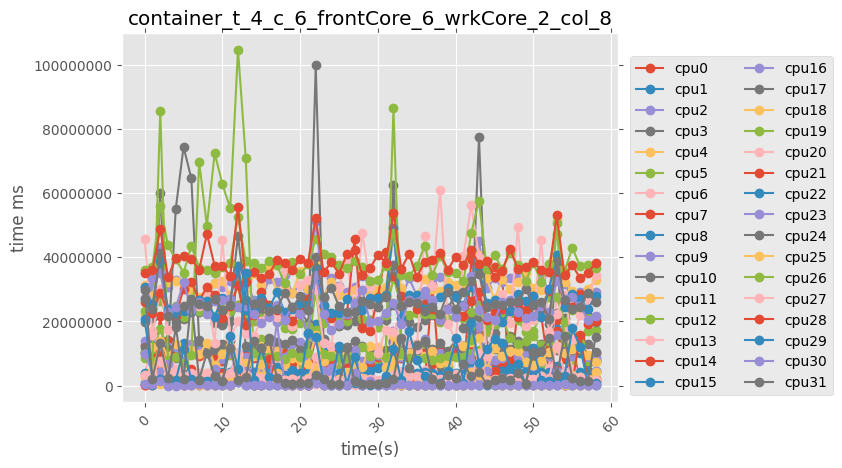 container_t_4_c_6_frontCore_6_wrkCore_2_col_8
time ms
100000000
80000000
60000000
40000000
20000000
0
0 10 20 30 40 50 60
time(s)
cpu0 cpu16
cpu1 cpu17
cpu2 cpu18
cpu3 cpu19
cpu4 cpu20
cpu5 cpu21
cpu6 cpu22
cpu7 cpu23
cpu8 cpu24
cpu9 cpu25
cpu10 cpu26
cpu11 cpu27
cpu12 cpu28
cpu13 cpu29
cpu14 cpu30
cpu15 cpu31